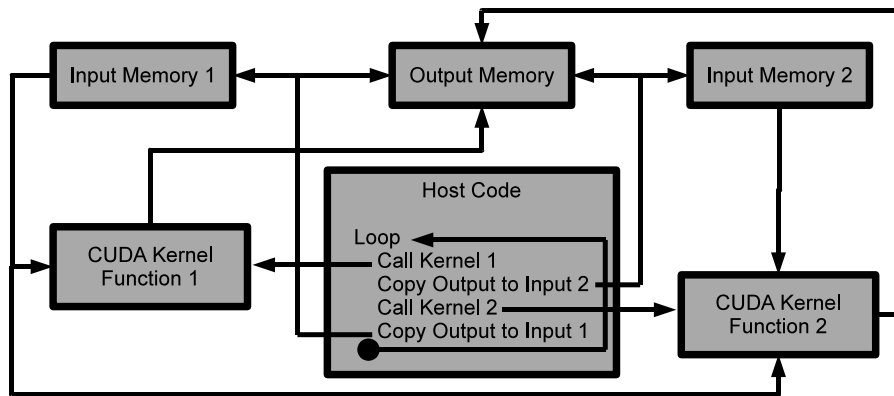 Input Memory 1
Output Memory
Input Memory 2
Host Code
Loop
Call Kernel 1
Copy Output to Input 2
Call Kernel 2
Copy Output to Input 1
CUDA Kernel
Function 1
CUDA Kernel
Function 2